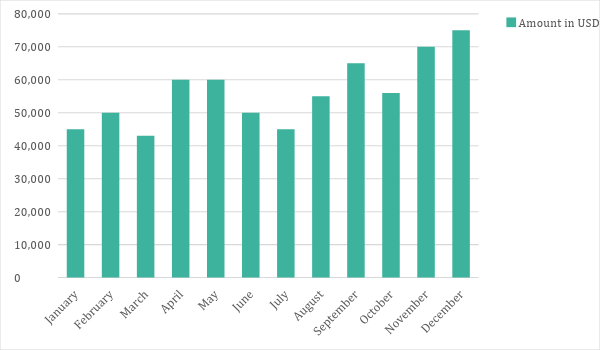 80,000
70,000
60,000
50,000
40,000
30,000
20,000
10,000
0
January
February
March
April
May
June
July
August
September
October
November
December
Amount in USD